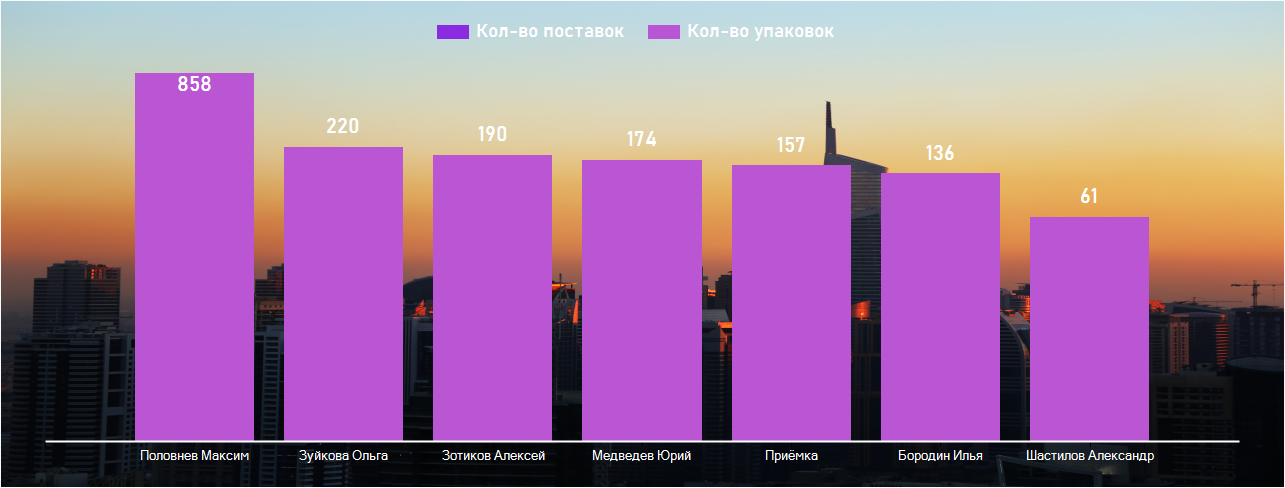 Кол-во поставок Кол-во упаковок
858
220
190
174
157
136
61
Половнев Максим
Зуйкова Ольга
Зотиков Алексей
Медведев Юрий
Приёмка
Бородин Илья
Шастилов Александр